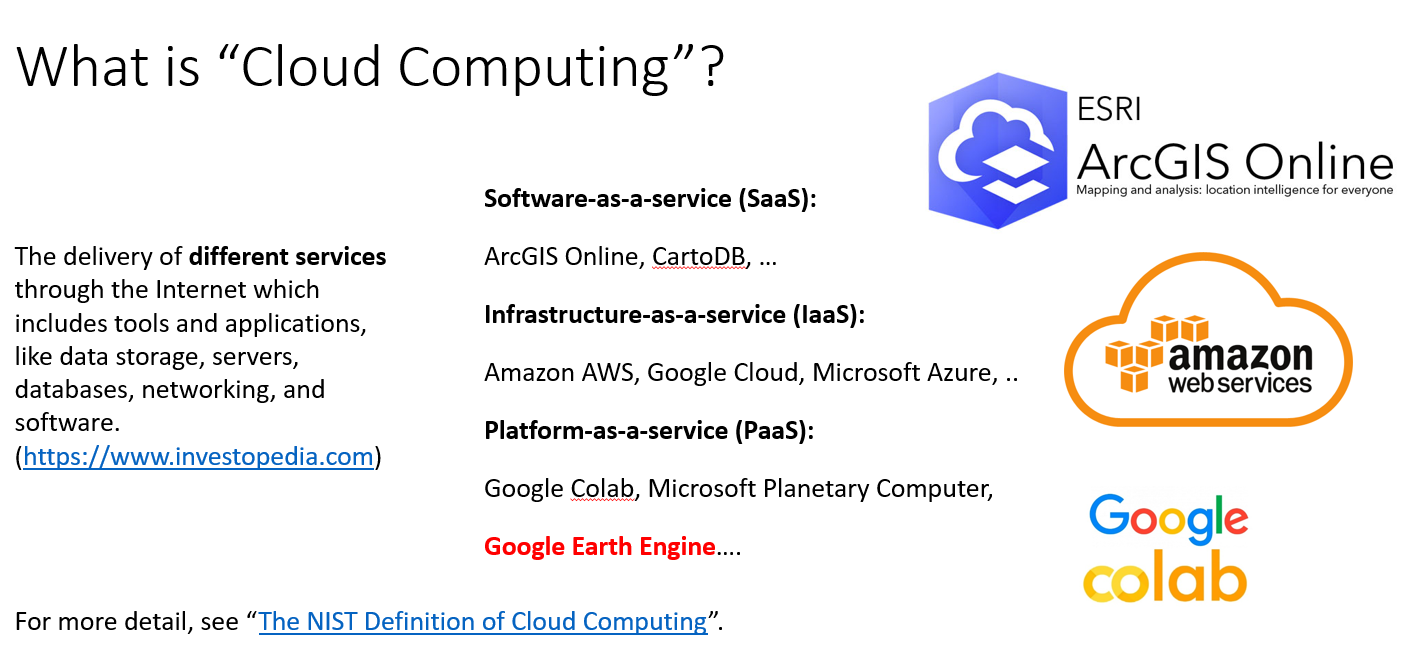 What is “Cloud Computing”?
ESRI
ArcGIS Online
Mapping and analysis: location intelligence for everyone
The delivery of different services
through the Internet which
includes tools and applications,
like data storage, servers,
databases, networking, and
software.
(https://www.investopedia.com)
Software-as-a-service (SaaS):
ArcGIS Online, CartoDB, …
Infrastructure-as-a-service (IaaS):
Amazon AWS, Google Cloud, Microsoft Azure, ..
Platform-as-a-service (PaaS):
Google Colab, Microsoft Planetary Computer,
Google Earth Engine….
amazon
web services
Google
colab
For more detail, see “The NIST Definition of Cloud Computing”.